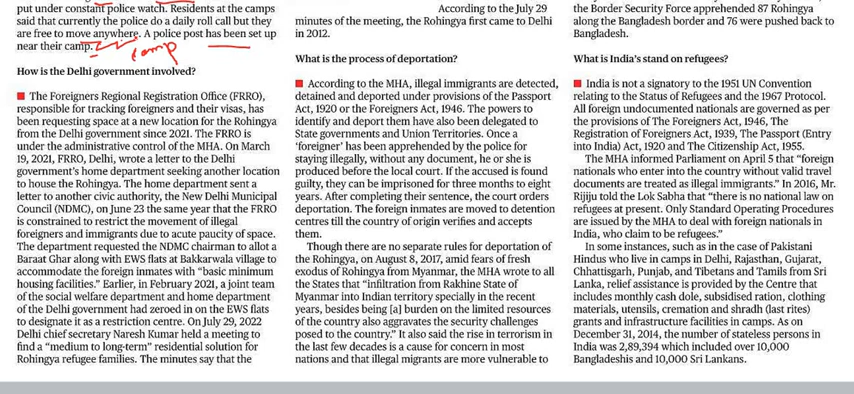 put under constant police watch. Residents at the camps
said that currently the police do a daily roll call but they
are free to move anywhere. A police post has been set up
near their camp.
camp
How is the Delhi government involved?
■ The Foreigners Regional Registration Office (FRRO),
responsible for tracking foreigners and their visas, has
been requesting space at a new location for the Rohingya
from the Delhi government since 2021. The FRRO is
under the administrative control of the MHA. On March
19, 2021, FRRO, Delhi, wrote a letter to the Delhi
government's home department seeking another location
to house the Rohingya. The home department sent a
letter to another civic authority, the New Delhi Municipal
Council (NDMC), on June 23 the same year that the FRRO
is constrained to restrict the movement of illegal
foreigners and immigrants due to acute paucity of space.
The department requested the NDMC chairman to allot a
Baraat Ghar along with EWS flats at Bakkarwala village to
accommodate the foreign inmates with "basic minimum
housing facilities." Earlier, in February 2021, a joint team
of the social welfare department and home department
of the Delhi government had zeroed in on the EWS flats
to designate it as a restriction centre. On July 29, 2022
Delhi chief secretary Naresh Kumar held a meeting to
find a "medium to long-term" residential solution for
Rohingya refugee families. The minutes say that the
According to the July 29
minutes of the meeting, the Rohingya first came to Delhi
in 2012.
What is the process of deportation?
■ According to the MHA, illegal immigrants are detected,
detained and deported under provisions of the Passport
Act, 1920 or the Foreigners Act, 1946. The powers to
identify and deport them have also been delegated to
State governments and Union Territories. Once a
'foreigner' has been apprehended by the police for
staying illegally, without any document, he or she is
produced before the local court. If the accused is found
guilty, they can be imprisoned for three months to eight
years. After completing their sentence, the court orders
deportation. The foreign inmates are moved to detention
centres till the country of origin verifies and accepts
them.
Though there are no separate rules for deportation of
the Rohingya, on August 8, 2017, amid fears of fresh
exodus of Rohingya from Myanmar, the MHA wrote to all
the States that "infiltration from Rakhine State of
Myanmar into Indian territory specially in the recent
years, besides being [a] burden on the limited resources
of the country also aggravates the security challenges
posed to the country." It also said the rise in terrorism in
the last few decades is a cause for concern in most
nations and that illegal migrants are more vulnerable to
the Border Security Force apprehended 87 Rohingya
along the Bangladesh border and 76 were pushed back to
Bangladesh.
What is India's stand on refugees?
■ India is not a signatory to the 1951 UN Convention
relating to the Status of Refugees and the 1967 Protocol.
All foreign undocumented nationals are governed as per
the provisions of The Foreigners Act, 1946, The
Registration of Foreigners Act, 1939, The Passport (Entry
into India) Act, 1920 and The Citizenship Act, 1955.
The MHA informed Parliament on April 5 that "foreign
nationals who enter into the country without valid travel
documents are treated as illegal immigrants." In 2016, Mr.
Rijiju told the Lok Sabha that "there is no national law on
refugees at present. Only Standard Operating Procedures
are issued by the MHA to deal with foreign nationals in
India, who claim to be refugees."
In some instances, such as in the case of Pakistani
Hindus who live in camps in Delhi, Rajasthan, Gujarat,
Chhattisgarh, Punjab, and Tibetans and Tamils from Sri
Lanka, relief assistance is provided by the Centre that
includes monthly cash dole, subsidised ration, clothing
materials, utensils, cremation and shradh (last rites)
grants and infrastructure facilities in camps. As on
December 31, 2014, the number of stateless persons in
India was 2,89,394 which included over 10,000
Bangladeshis and 10,000 Sri Lankans.